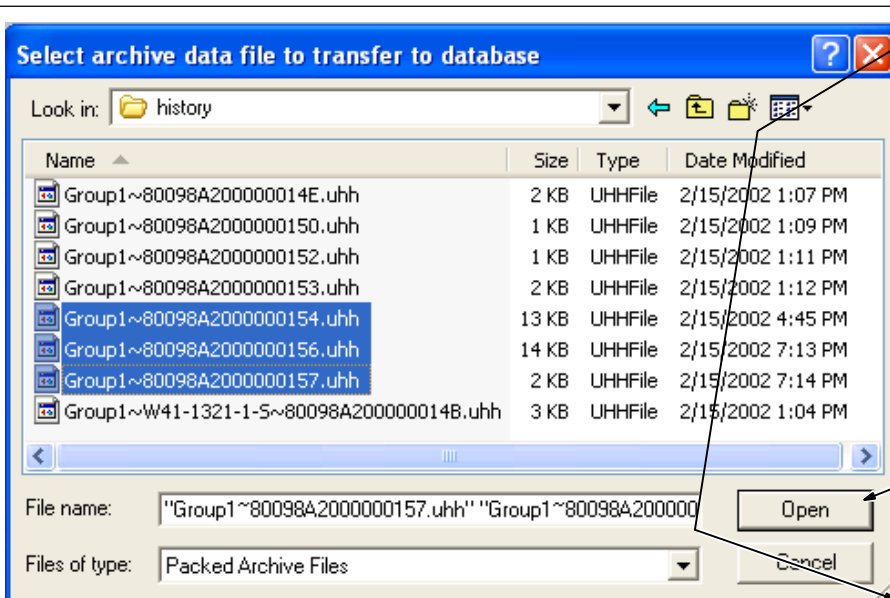 Select archive data file to transfer to database
Look in: history
Name Size Type Date Modified
Group1~80098A200000014E.uhh 2 KB UHHFile 2/15/2002 1:07 PM
Group1~80098A2000000150.uhh 1 KB UHHFile 2/15/2002 1:09 PM
Group1~80098A2000000152.uhh 1 KB UHHFile 2/15/2002 1:11 PM
Group1~80098A2000000153.uhh 2 KB UHHFile 2/15/2002 1:12 PM
Group1~80098A2000000154.uhh 13 KB UHHFile 2/15/2002 4:45 PM
Group1~80098A2000000156.uhh 14 KB UHHFile 2/15/2002 7:13 PM
Group1~80098A2000000157.uhh 2 KB UHHFile 2/15/2002 7:14 PM
Group1~W41-1321-1-S~80098A200000014B.uhh 3 KB UHHFile 2/15/2002 1:04 PM
File name: "Group1~80098A2000000157.uhh" "Group1~80098A200000 Open
Files of type: Packed Archive Files Cancel